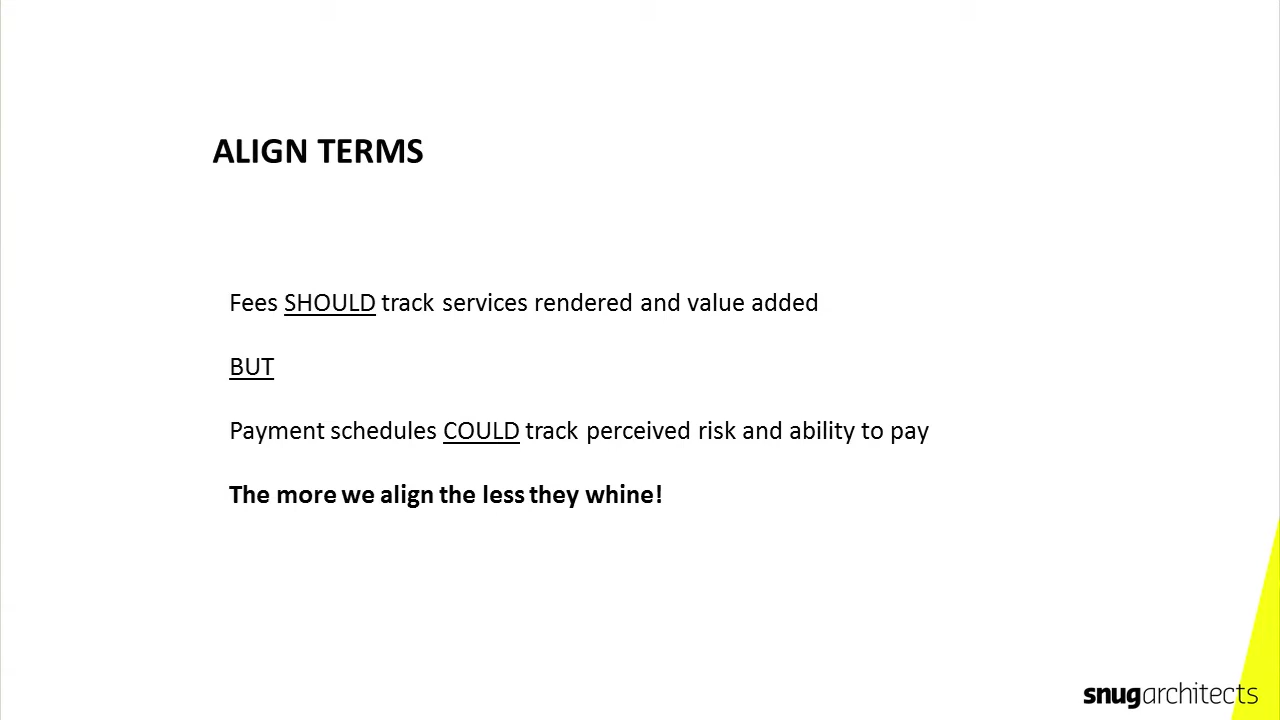 ALIGN TERMS
Fees SHOULD track services rendered and value added
BUT
Payment schedules COULD track perceived risk and ability to pay
The more we align the less they whine!
snugarchitects